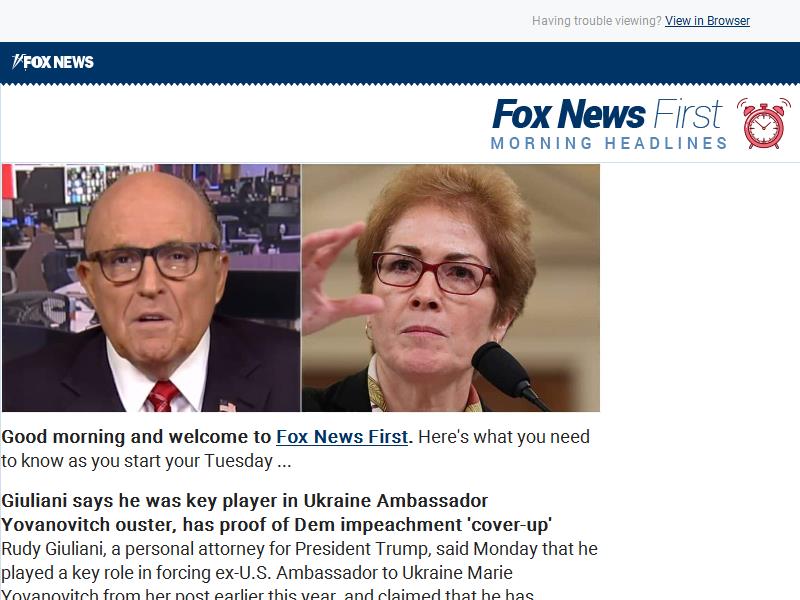 Having trouble viewing? View in Browser
FOX NEWS
Fox News First
MORNING HEADLINES
Good morning and welcome to Fox News First. Here's what you need
to know as you start your Tuesday ...
Giuliani says he was key player in Ukraine Ambassador
Yovanovitch ouster, has proof of Dem impeachment 'cover-up'
Rudy Giuliani, a personal attorney for President Trump, said Monday that he
played a key role in forcing ex-U.S. Ambassador to Ukraine Marie
Yovanovitch from her post earlier this year, and claimed that he has